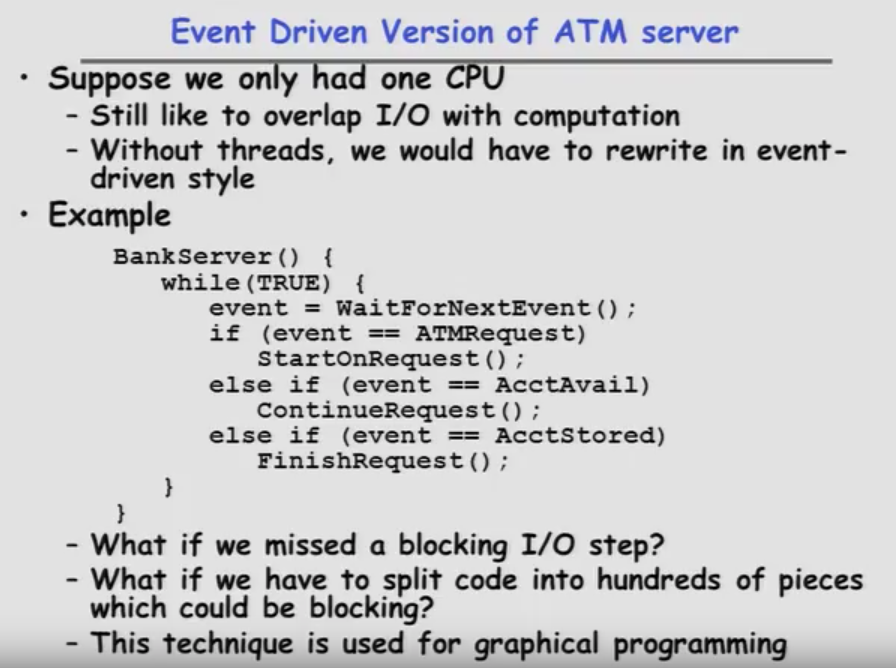 Event Driven Version of ATM server
• Suppose we only had one CPU
– Still like to overlap I/O with computation
– Without threads, we would have to rewrite in event-
driven style
• Example
BankServer() {
while(TRUE) {
event = WaitForNextEvent();
if (event == ATMRequest)
StartOnRequest();
else if (event == AcctAvail)
ContinueRequest();
else if (event == AcctStored)
FinishRequest();
}
}
– What if we missed a blocking I/O step?
– What if we have to split code into hundreds of pieces
which could be blocking?
– This technique is used for graphical programming